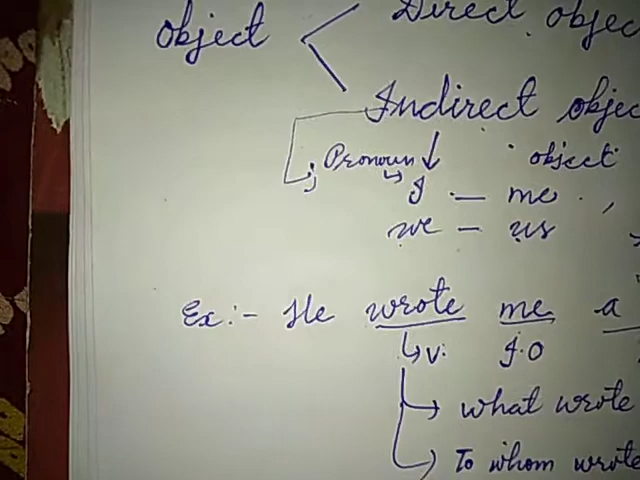 Object < Direct objec
Indirect objec
Pronoun ↓ object
I — me ,
we — us
Ex:- He wrote me a
↳ V. I.O
→ what wrote
→ To whom wrote